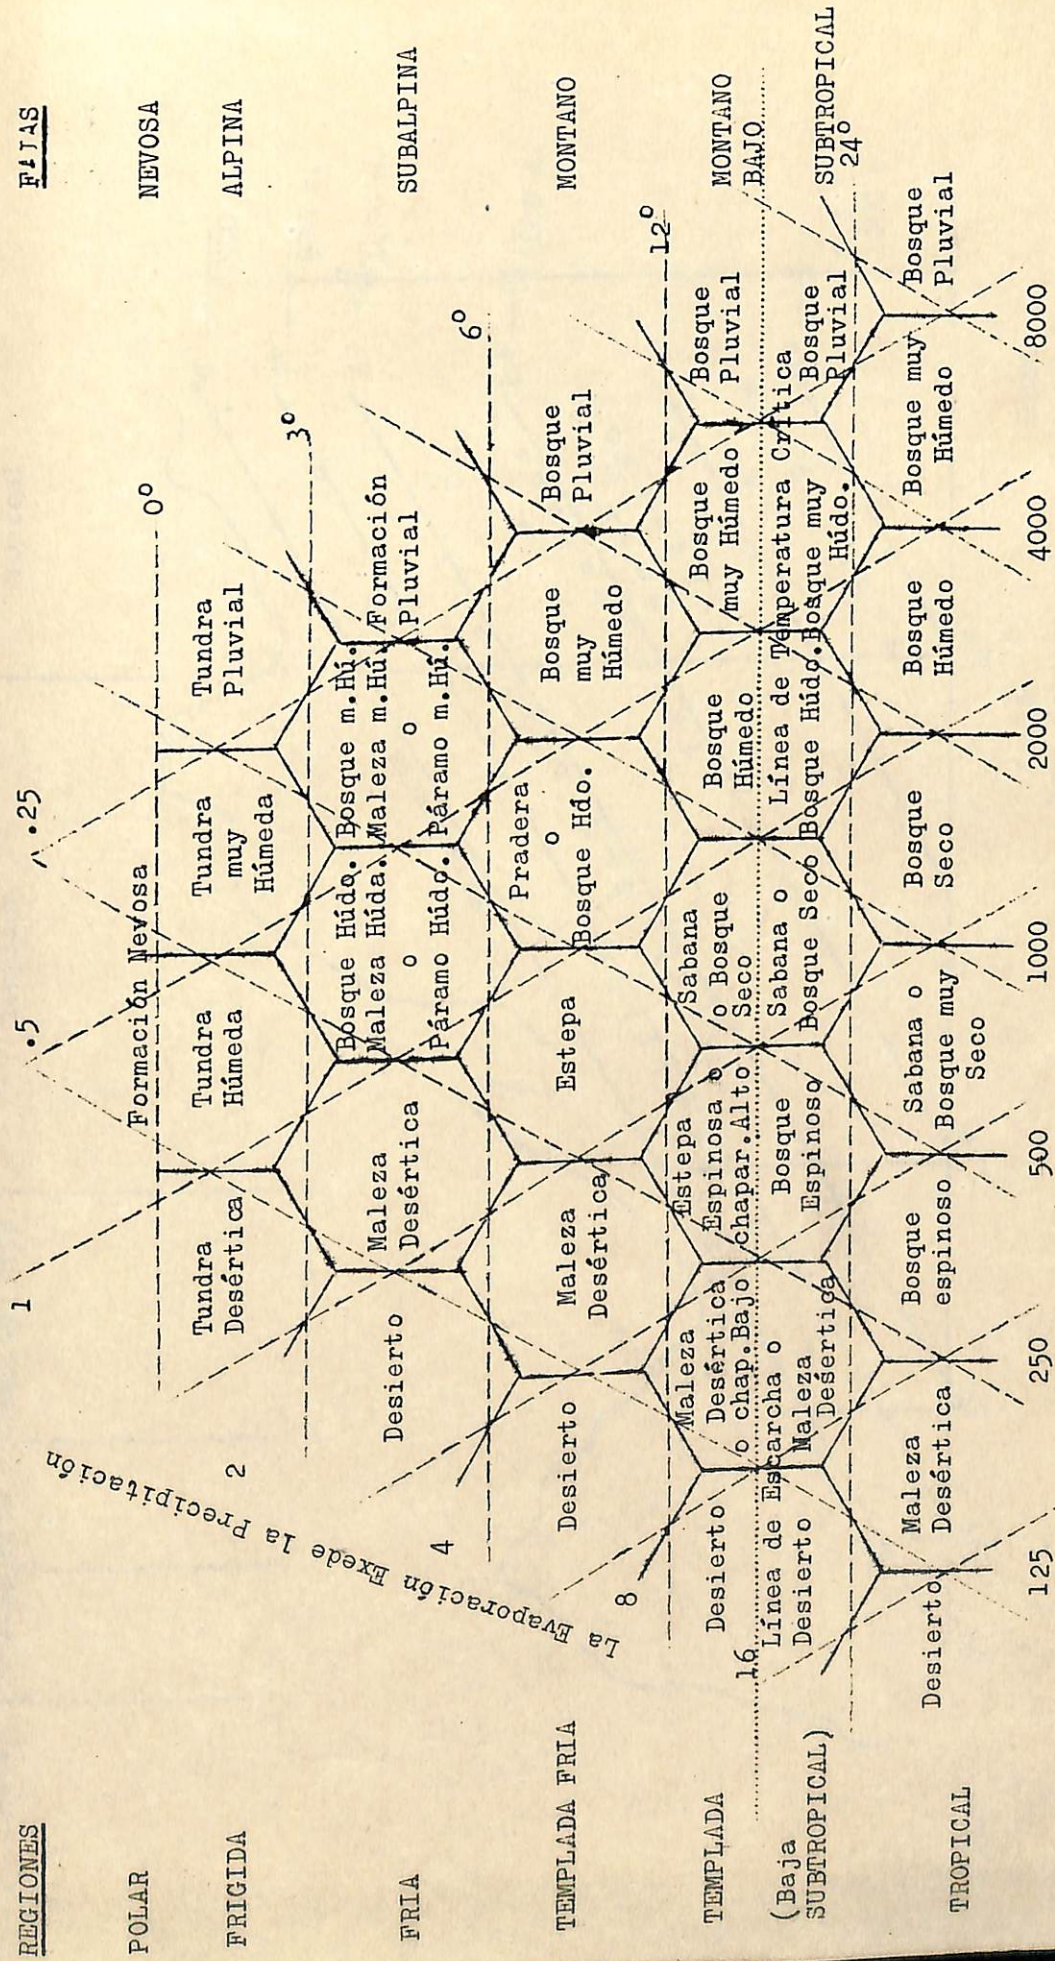 REGIONES
FAJAS
POLAR
NEVOSA
FRIGIDA
ALPINA
FRIA
SUBALPINA
TEMPLADA FRIA
MONTANO
TEMPLADA
MONTANO
BAJO
(Baja
SUBTROPICAL)
SUBTROPICAL
TROPICAL
La Evaporación Exede la Precipitación
1
.5
.25
2
4
8
16
0°
3°
6°
12°
24°
Formación Nevosa
Tundra
Desértica
Tundra
Húmeda
Tundra
muy
Húmeda
Tundra
Pluvial
Desierto
Maleza
Desértica
Bosque Húdo.
Maleza Húda.
o
Páramo Húdo.
Bosque m.Hú.
Maleza m.Hú.
o
Páramo m.Hú.
Formación
Pluvial
Desierto
Maleza
Desértica
Estepa
Pradera
o
Bosque Hdo.
Bosque
muy
Húmedo
Bosque
Pluvial
Desierto
Maleza
Desértica
o chap.Bajo
Estepa
Espinosa o
chapar.Alto
Sabana
o Bosque
Seco
Bosque
Húmedo
Bosque
muy Húmedo
Bosque
Pluvial
Línea de Escarcha o
Línea de Temperatura Crítica
Desierto
Maleza
Désértica
Bosque
Espinoso
Sabana o
Bosque Seco
Bosque Seco
Bosque Húdo.
Bosque muy
Húdo.
Bosque
Pluvial
Desierto
Maleza
Desértica
Bosque
espinoso
Sabana o
Bosque muy
Seco
Bosque
Seco
Bosque
Húmedo
Bosque muy
Húmedo
Bosque
Pluvial
125
250
500
1000
2000
4000
8000